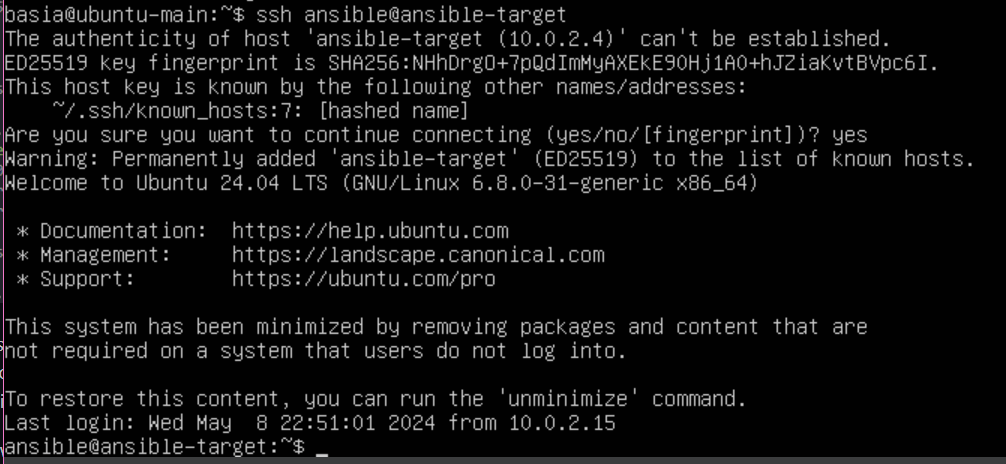 basia@ubuntu-main:~$ ssh ansible@ansible-target
The authenticity of host 'ansible-target (10.0.2.4)' can't be established.
ED25519 key fingerprint is SHA256:NHhDrgO+7pQdImMyAXEkE9OHj1AO+hJZiaKvtBVpc6I.
This host key is known by the following other names/addresses:
    ~/.ssh/known_hosts:7: [hashed name]
Are you sure you want to continue connecting (yes/no/[fingerprint])? yes
Warning: Permanently added 'ansible-target' (ED25519) to the list of known hosts.
Welcome to Ubuntu 24.04 LTS (GNU/Linux 6.8.0-31-generic x86_64)

 * Documentation:  https://help.ubuntu.com
 * Management:     https://landscape.canonical.com
 * Support:        https://ubuntu.com/pro

This system has been minimized by removing packages and content that are
not required on a system that users do not log into.

To restore this content, you can run the 'unminimize' command.
Last login: Wed May  8 22:51:01 2024 from 10.0.2.15
ansible@ansible-target:~$ _